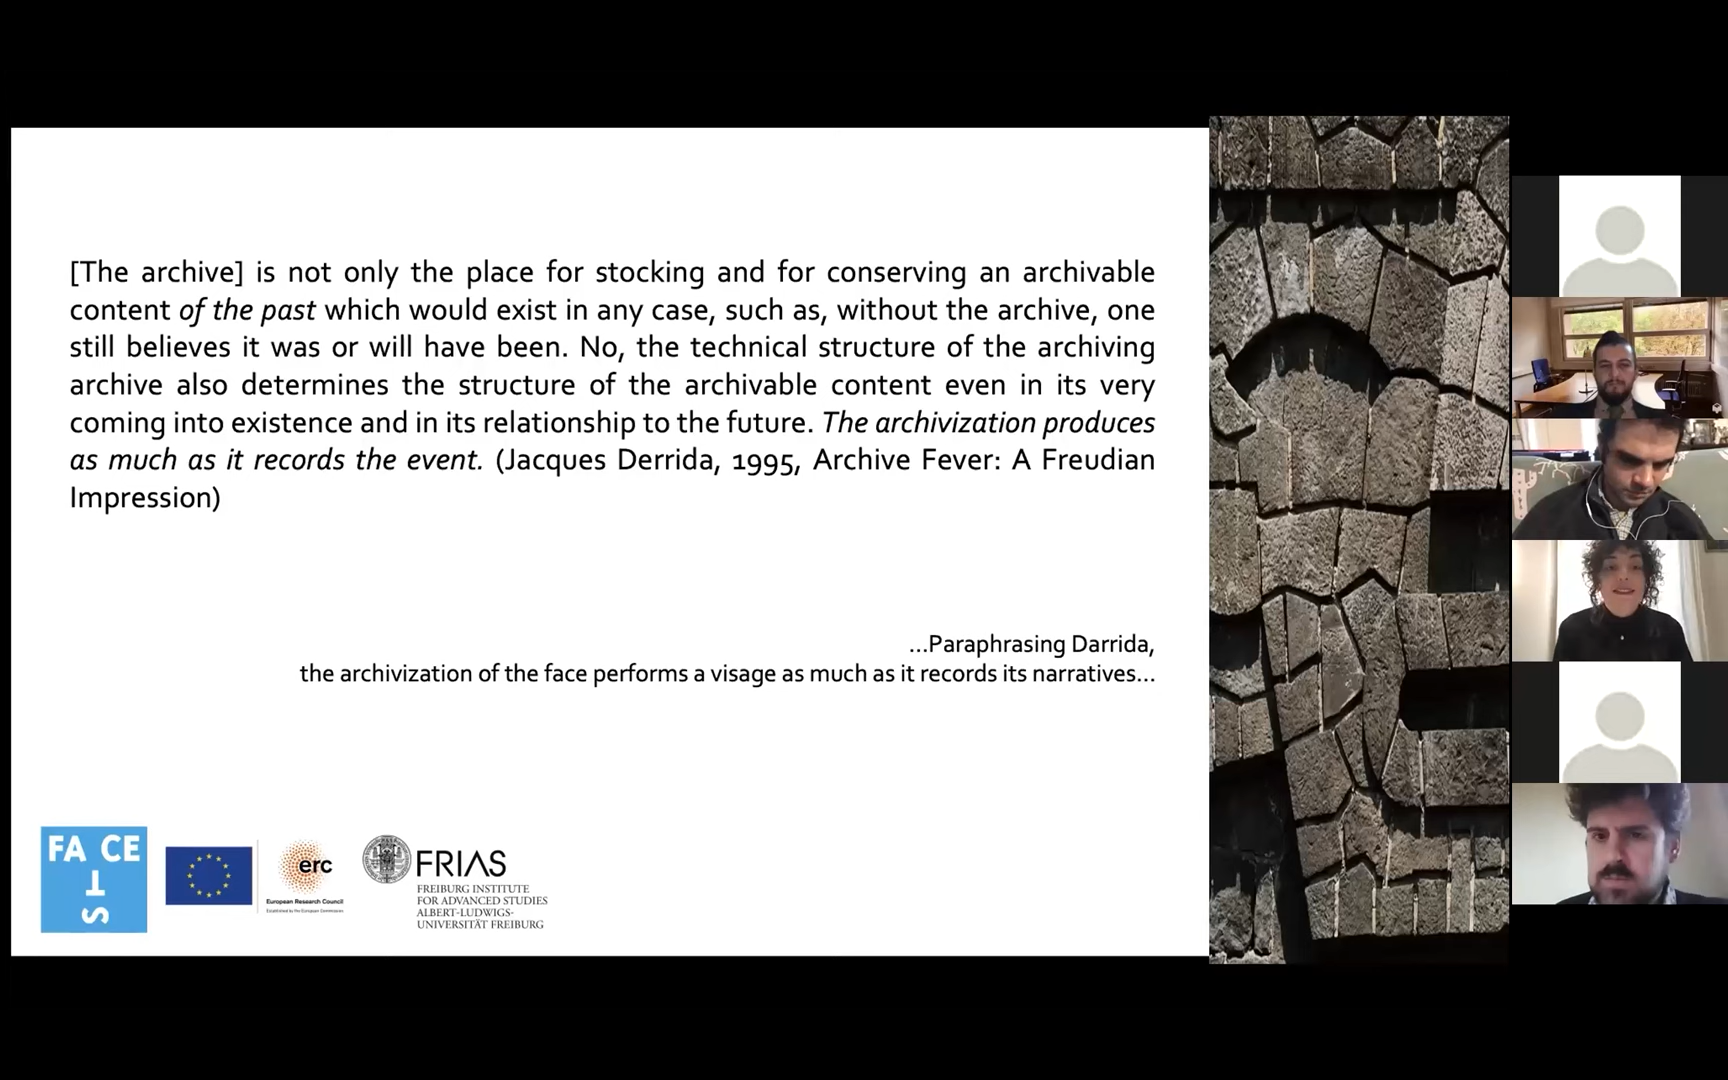 [The archive] is not only the place for stocking and for conserving an archivable
content of the past which would exist in any case, such as, without the archive, one
still believes it was or will have been. No, the technical structure of the archiving
archive also determines the structure of the archivable content even in its very
coming into existence and in its relationship to the future. The archivization produces
as much as it records the event. (Jacques Derrida, 1995, Archive Fever: A Freudian
Impression)
...Paraphrasing Darrida,
the archivization of the face performs a visage as much as it records its narratives...
FA CE
T
S
erc
European Research Council
Established by the European Commission
FRIAS
FREIBURG INSTITUTE
FOR ADVANCED STUDIES
ALBERT-LUDWIGS-
UNIVERSITÄT FREIBURG